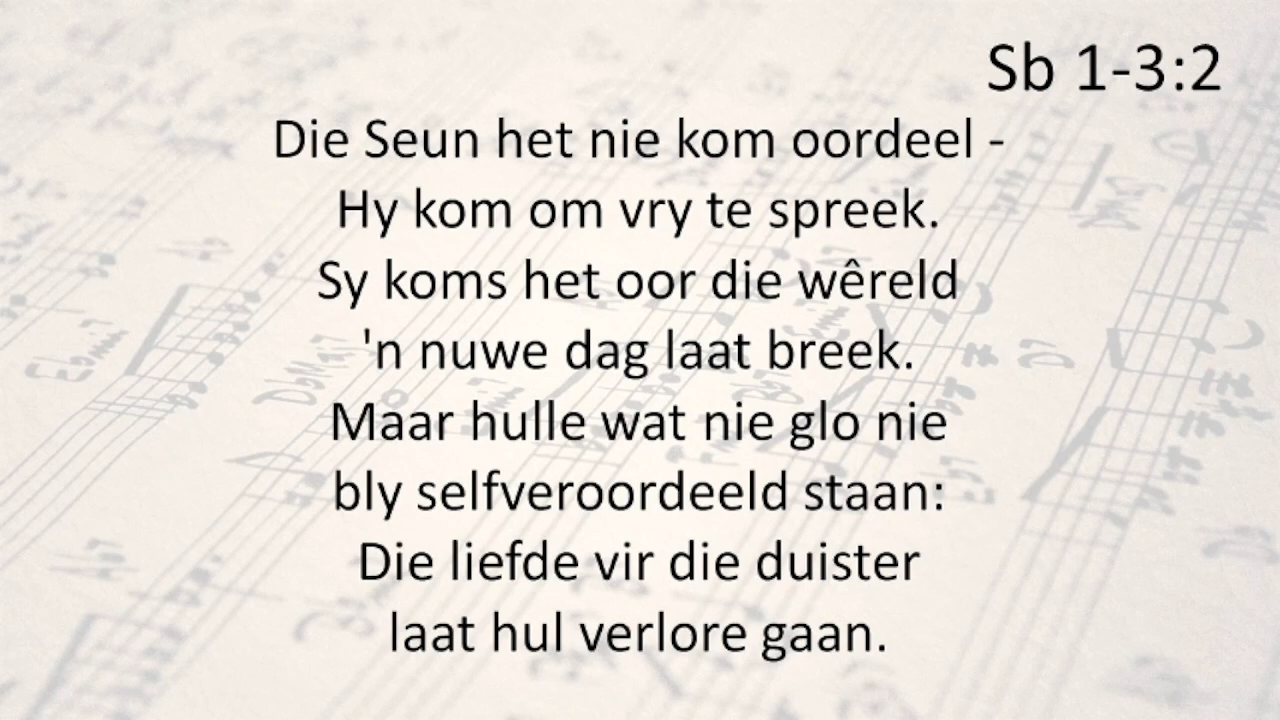 Sb 1-3:2
Die Seun het nie kom oordeel -
Hy kom om vry te spreek.
Sy koms het oor die wêreld
'n nuwe dag laat breek.
Maar hulle wat nie glo nie
bly selfveroordeeld staan:
Die liefde vir die duister
laat hul verlore gaan.